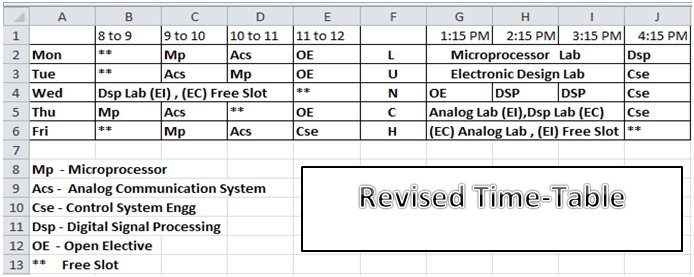 A B C D E F G H I J
1 8 to 9 9 to 10 10 to 11 11 to 12 1:15 PM 2:15 PM 3:15 PM 4:15 PM
2 Mon ** Mp Acs OE L Microprocessor Lab Dsp
3 Tue ** Acs Mp OE U Electronic Design Lab Cse
4 Wed Dsp Lab (EI) , (EC) Free Slot ** N OE DSP DSP Cse
5 Thu Mp Acs ** OE C Analog Lab (EI),Dsp Lab (EC) Cse
6 Fri ** Mp Acs Cse H (EC) Analog Lab , (EI) Free Slot **
7
8 Mp - Microprocessor
9 Acs - Analog Communication System
10 Cse - Control System Engg
11 Dsp - Digital Signal Processing
12 OE - Open Elective
13 ** Free Slot
Revised Time-Table